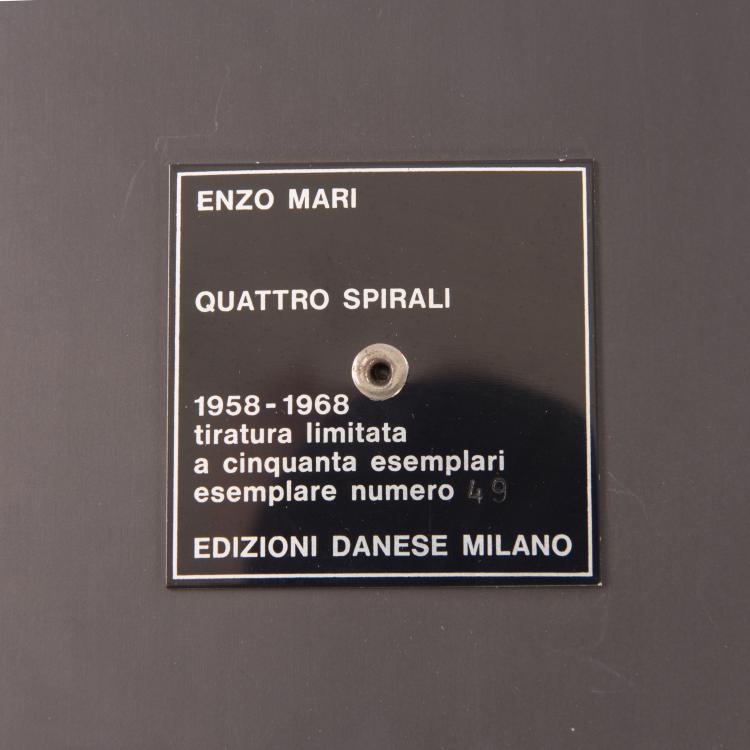 ENZO MARI
QUATTRO SPIRALI
1958-1968
tiratura limitata
a cinquanta esemplari
esemplare numero 49
EDIZIONI DANESE MILANO